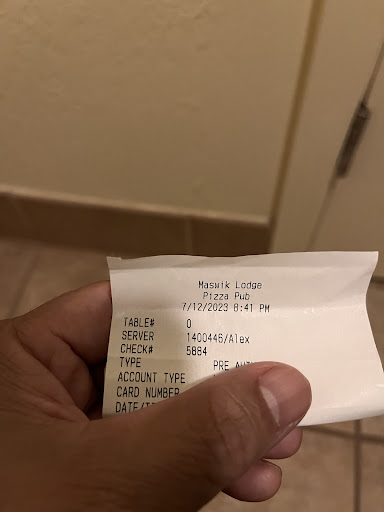 Maswik Lodge
Pizza Pub
7/12/2023 8:41 PM
TABLE# 0
SERVER 1400446/Alex
CHECK# 5884
TYPE PRE
ACCOUNT TYPE
CARD NUMBER